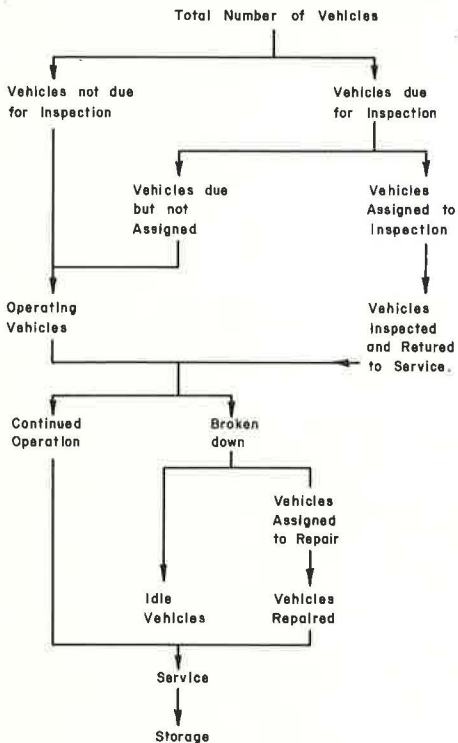 Total Number of Vehicles
Vehicles not due
for Inspection
Vehicles due
for Inspection
Vehicles due
but not
Assigned
Vehicles
Assigned to
Inspection
Operating
Vehicles
Vehicles
Inspected
and Retured
to Service.
Continued
Operation
Broken
down
Vehicles
Assigned
to Repair
Idle
Vehicles
Vehicles
Repaired
Service
Storage